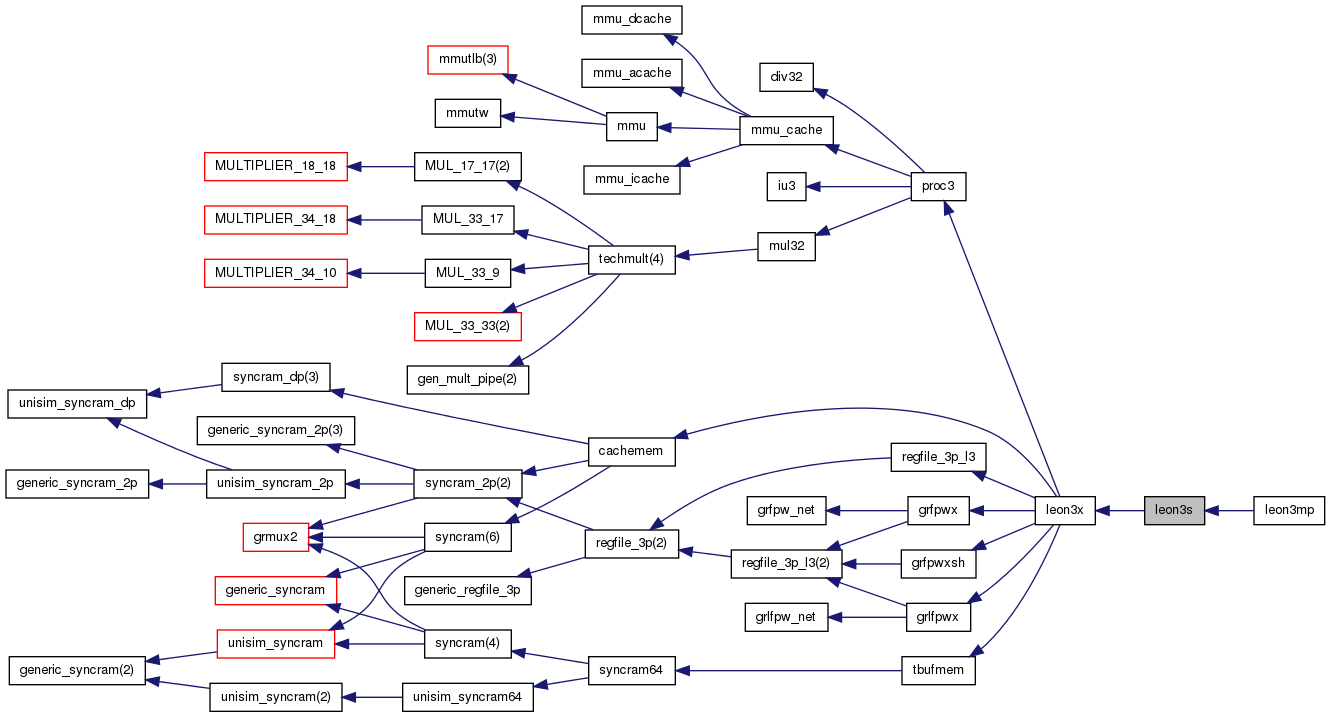 mmu_dcache
mmutlb(3)
mmu_acache
div32
mmutw
mmu
mmu_cache
MULTIPLIER_18_18
MUL_17_17(2)
mmu_icache
iu3
proc3
MULTIPLIER_34_18
MUL_33_17
mul32
techmult(4)
MULTIPLIER_34_10
MUL_33_9
MUL_33_33(2)
gen_mult_pipe(2)
syncram_dp(3)
unisim_syncram_dp
generic_syncram_2p(3)
cachemem
regfile_3p_l3
generic_syncram_2p
unisim_syncram_2p
syncram_2p(2)
grfpw_net
grfpwx
leon3x
leon3s
leon3mp
grmux2
syncram(6)
regfile_3p(2)
regfile_3p_l3(2)
grfpwxsh
generic_syncram
generic_regfile_3p
grlfpw_net
grlfpwx
unisim_syncram
syncram(4)
generic_syncram(2)
syncram64
tbufmem
unisim_syncram(2)
unisim_syncram64